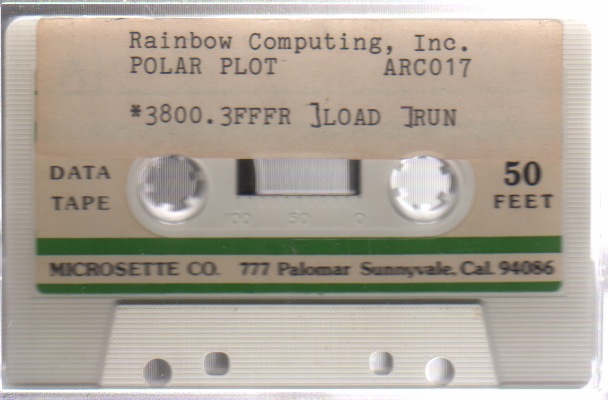 Rainbow Computing, Inc.
POLAR PLOT ARC017
*3800.3FFFR ]LOAD ]RUN
DATA TAPE
50 FEET
100 50 0
MICROSETTE CO. 777 Palomar Sunnyvale, Cal. 94086